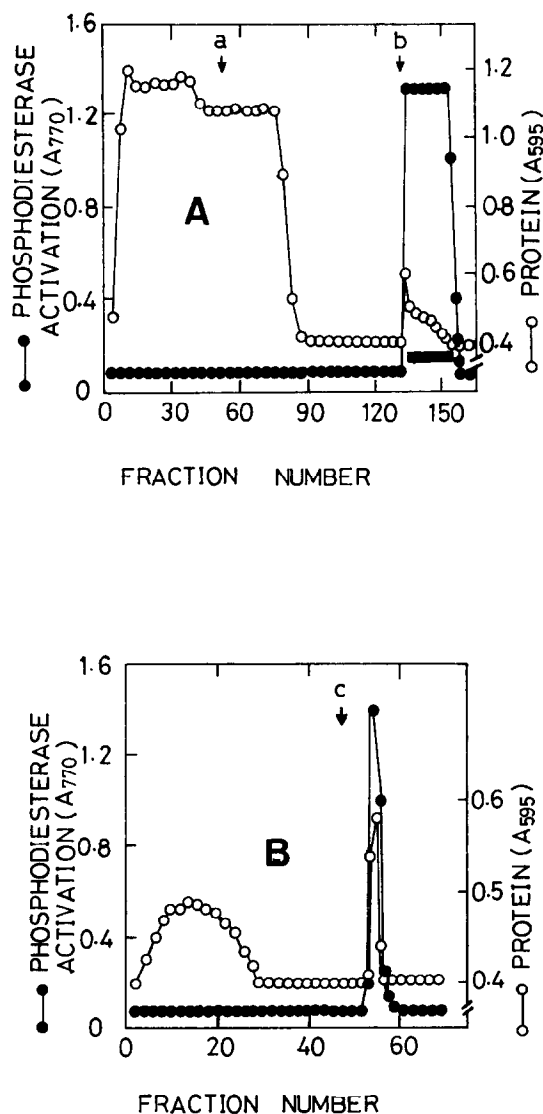 a
b
1.6
1.2
0.8
0.4
0
PHOSPHODIESTERASE
ACTIVATION (A770)
A
1.2
1.0
0.8
0.6
0.4
PROTEIN (A595)
0 30 60 90 120 150
FRACTION NUMBER
c
1.6
1.2
0.8
0.4
0
PHOSPHODIESTERASE
ACTIVATION (A770)
B
0.6
0.5
0.4
PROTEIN (A595)
0 20 40 60
FRACTION NUMBER